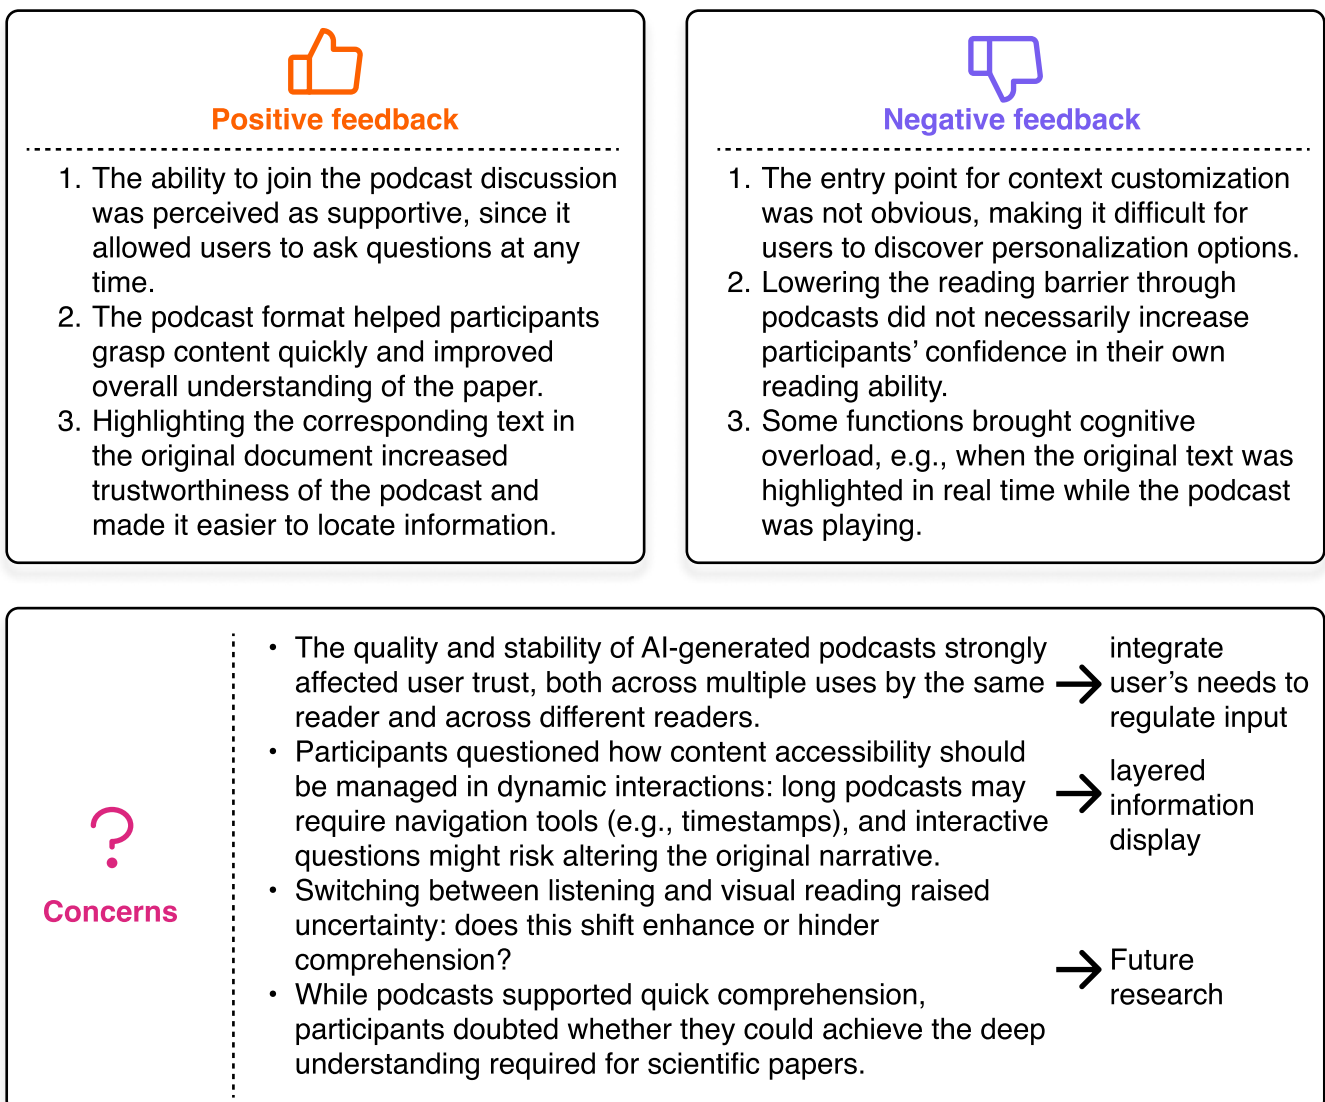 Positive feedback
1. The ability to join the podcast discussion
was perceived as supportive, since it
allowed users to ask questions at any
time.
2. The podcast format helped participants
grasp content quickly and improved
overall understanding of the paper.
3. Highlighting the corresponding text in
the original document increased
trustworthiness of the podcast and
made it easier to locate information.
Negative feedback
1. The entry point for context customization
was not obvious, making it difficult for
users to discover personalization options.
2. Lowering the reading barrier through
podcasts did not necessarily increase
participants’ confidence in their own
reading ability.
3. Some functions brought cognitive
overload, e.g., when the original text was
highlighted in real time while the podcast
was playing.
?
Concerns
• The quality and stability of AI-generated podcasts strongly
affected user trust, both across multiple uses by the same
reader and across different readers.
→ integrate
user’s needs to
regulate input
• Participants questioned how content accessibility should
be managed in dynamic interactions: long podcasts may
require navigation tools (e.g., timestamps), and interactive
questions might risk altering the original narrative.
→ layered
information
display
• Switching between listening and visual reading raised
uncertainty: does this shift enhance or hinder
comprehension?
• While podcasts supported quick comprehension,
participants doubted whether they could achieve the deep
understanding required for scientific papers.
→ Future
research